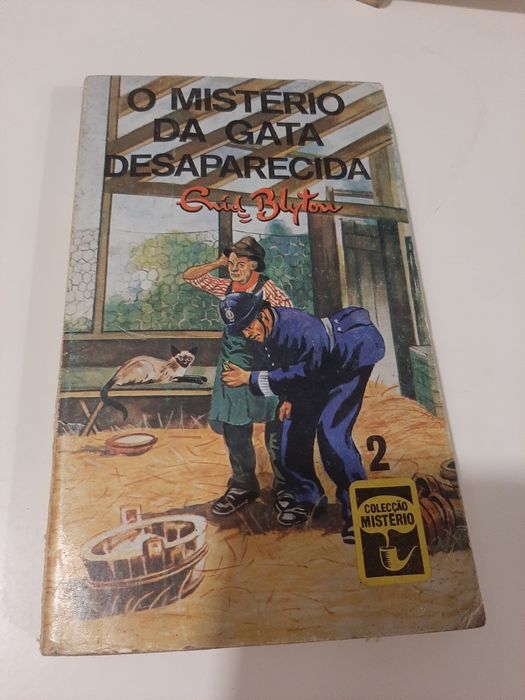 O MISTÉRIO
DA GATA
DESAPARECIDA
Enid Blyton
2
COLECÇÃO
MISTÉRIO